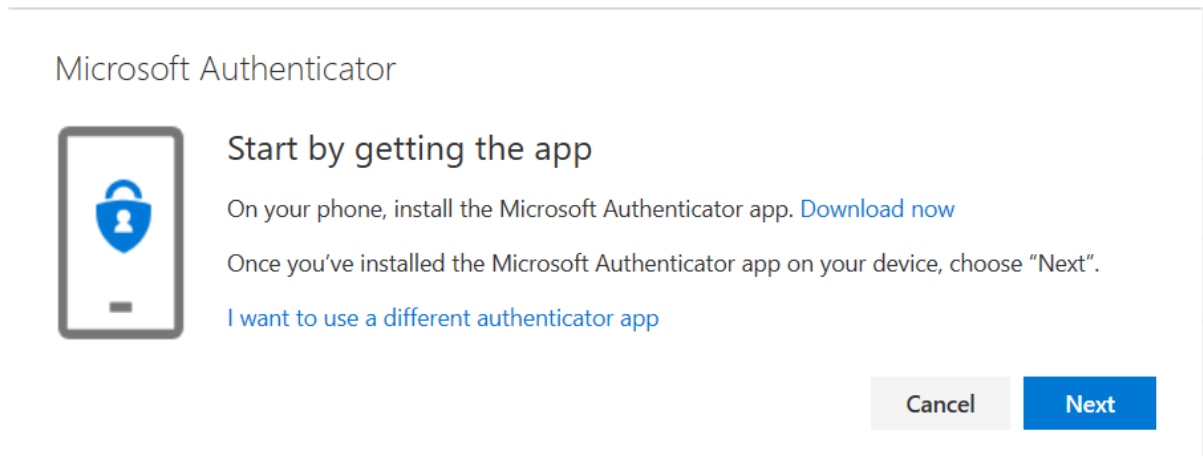 Microsoft Authenticator
Start by getting the app
On your phone, install the Microsoft Authenticator app. Download now
Once you’ve installed the Microsoft Authenticator app on your device, choose “Next”.
I want to use a different authenticator app
Cancel
Next